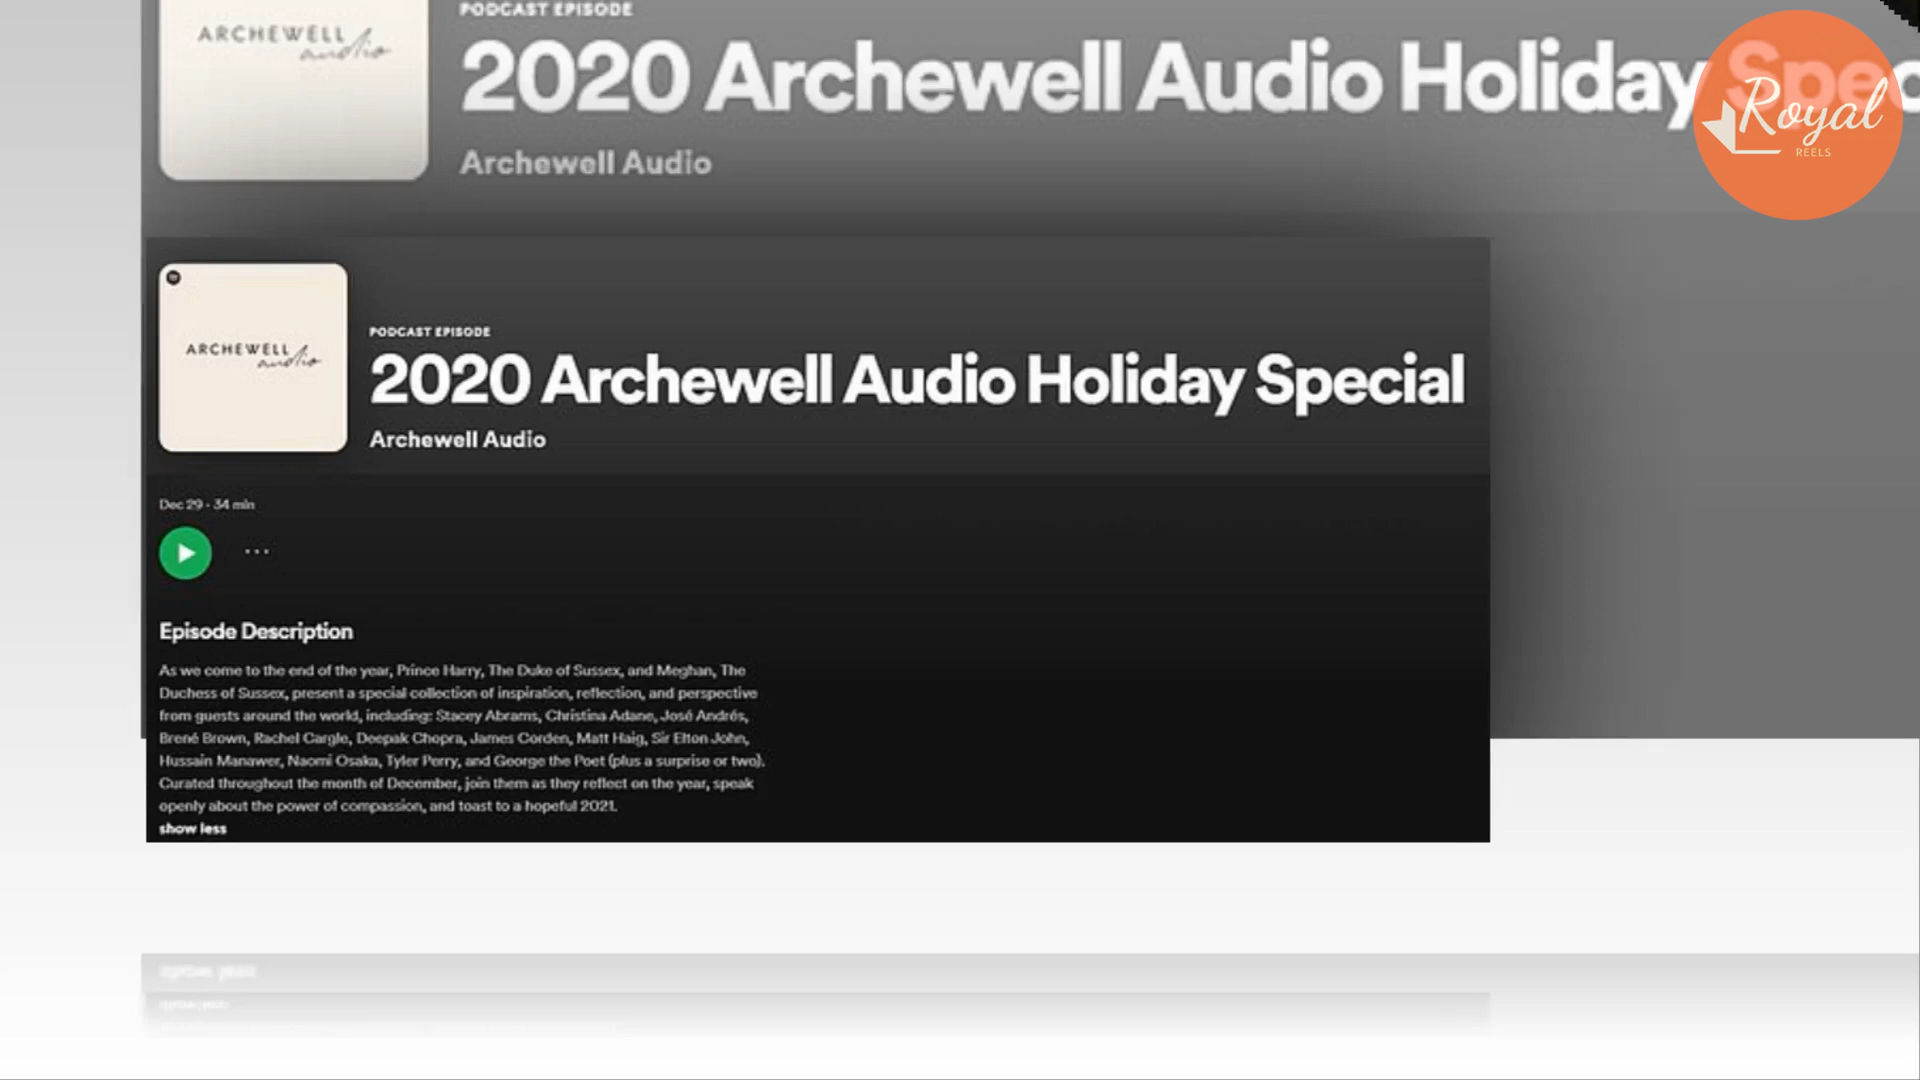 PODCAST EPISODE
ARCHEWELL
audio
2020 Archewell Audio Holiday Spec
Archewell Audio
Royal
REELS
ARCHEWELL
audio
PODCAST EPISODE
2020 Archewell Audio Holiday Special
Archewell Audio
Dec 29 · 34 min
Episode Description
As we come to the end of the year, Prince Harry, The Duke of Sussex, and Meghan, The
Duchess of Sussex, present a special collection of inspiration, reflection, and perspective
from guests around the world, including: Stacey Abrams, Christina Adane, José Andrés,
Brené Brown, Rachel Cargle, Deepak Chopra, James Corden, Matt Haig, Sir Elton John,
Hussain Manawer, Naomi Osaka, Tyler Perry, and George the Poet (plus a surprise or two).
Curated throughout the month of December, join them as they reflect on the year, speak
openly about the power of compassion, and toast to a hopeful 2021.
show less